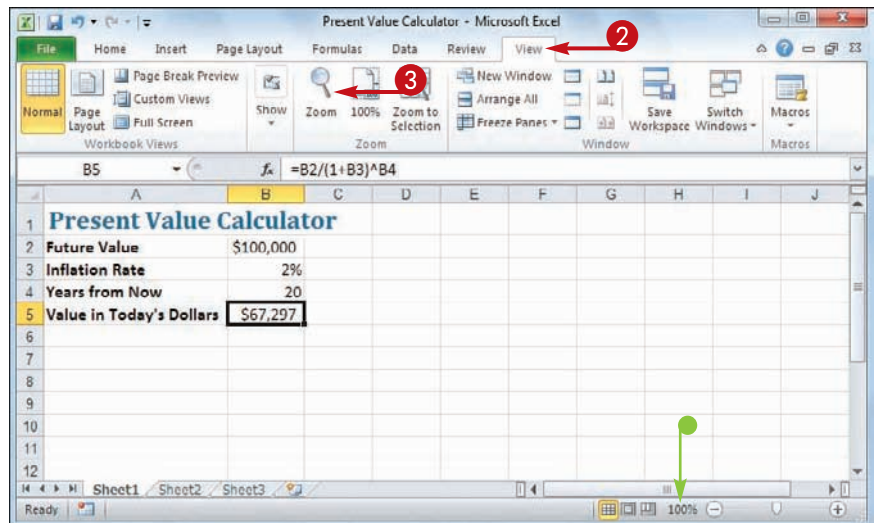 Present Value Calculator - Microsoft Excel
2
File Home Insert Page Layout Formulas Data Review View
3
Normal
Page Layout
Page Break Preview
Custom Views
Full Screen
Workbook Views
Show
Zoom
100%
Zoom to Selection
Zoom
New Window
Arrange All
Freeze Panes
Save Workspace
Switch Windows
Window
Macros
Macros
B5 fx =B2/(1+B3)^B4
A B C D E F G H I J
1 Present Value Calculator
2 Future Value $100,000
3 Inflation Rate 2%
4 Years from Now 20
5 Value in Today's Dollars $67,297
6
7
8
9
10
11
12
Sheet1 Sheet2 Sheet3
Ready 100%